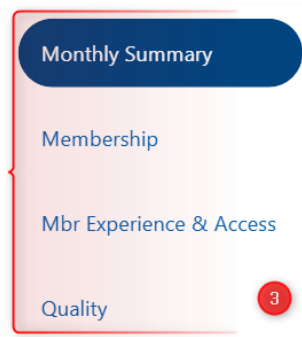 Monthly Summary
Membership
Mbr Experience & Access
Quality
3